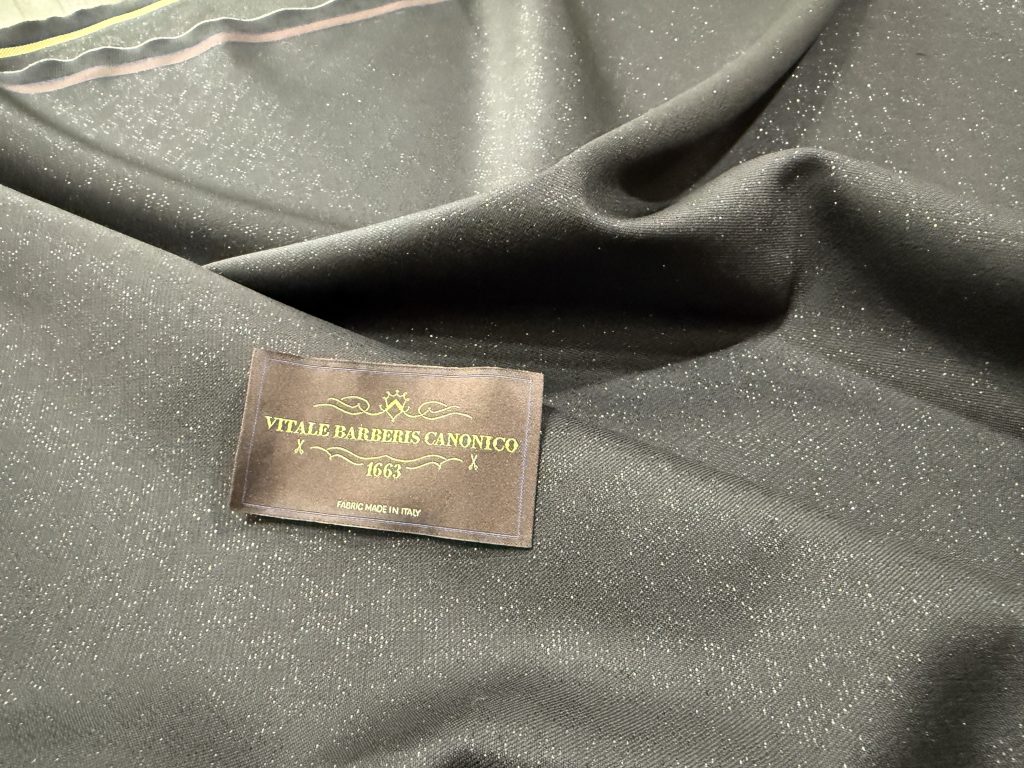 VITALE BARBERIS CANONICO
1663
FABRIC MADE IN ITALY